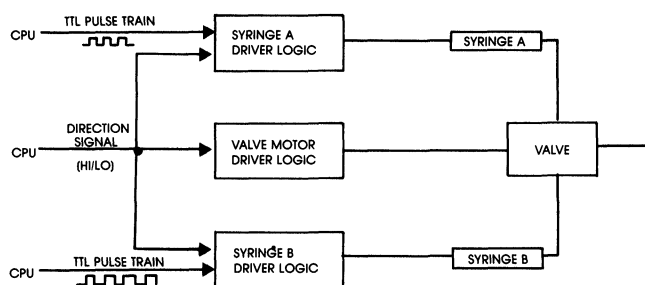 TTL PULSE TRAIN
CPU
SYRINGE A
DRIVER LOGIC
SYRINGE A
DIRECTION
SIGNAL
CPU
(HI/LO)
VALVE MOTOR
DRIVER LOGIC
VALVE
SYRINGE B
DRIVER LOGIC
SYRINGE B
TTL PULSE TRAIN
CPU